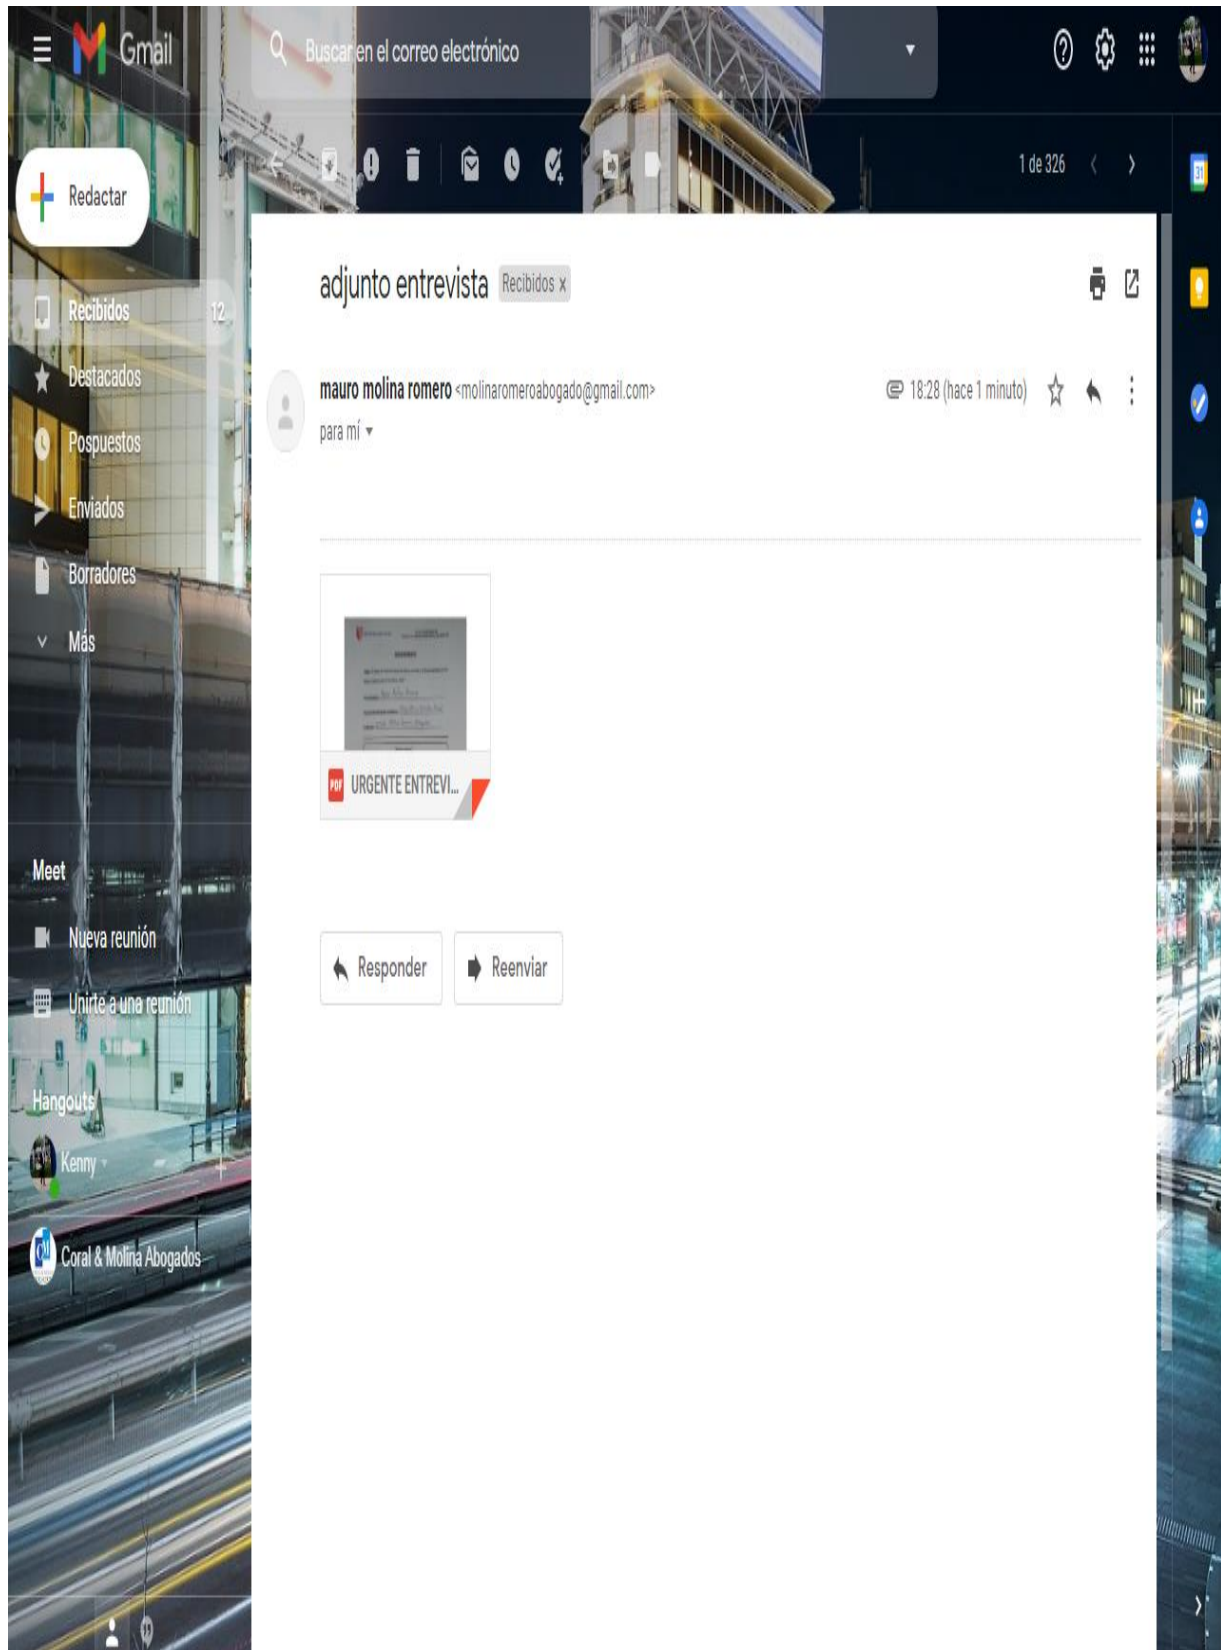 Gmail
Buscar en el correo electrónico
1 de 326
Redactar
Recibidos 12
Destacados
Pospuestos
Enviados
Borradores
Más
Meet
Nueva reunión
Unirte a una reunión
Hangouts
Kenny
Coral & Molina Abogados
adjunto entrevista Recibidos x
mauro molina romero <molinaromeroabogado@gmail.com> 18:28 (hace 1 minuto)
para mí
PDF URGENTE ENTREVI...
Responder Reenviar
31